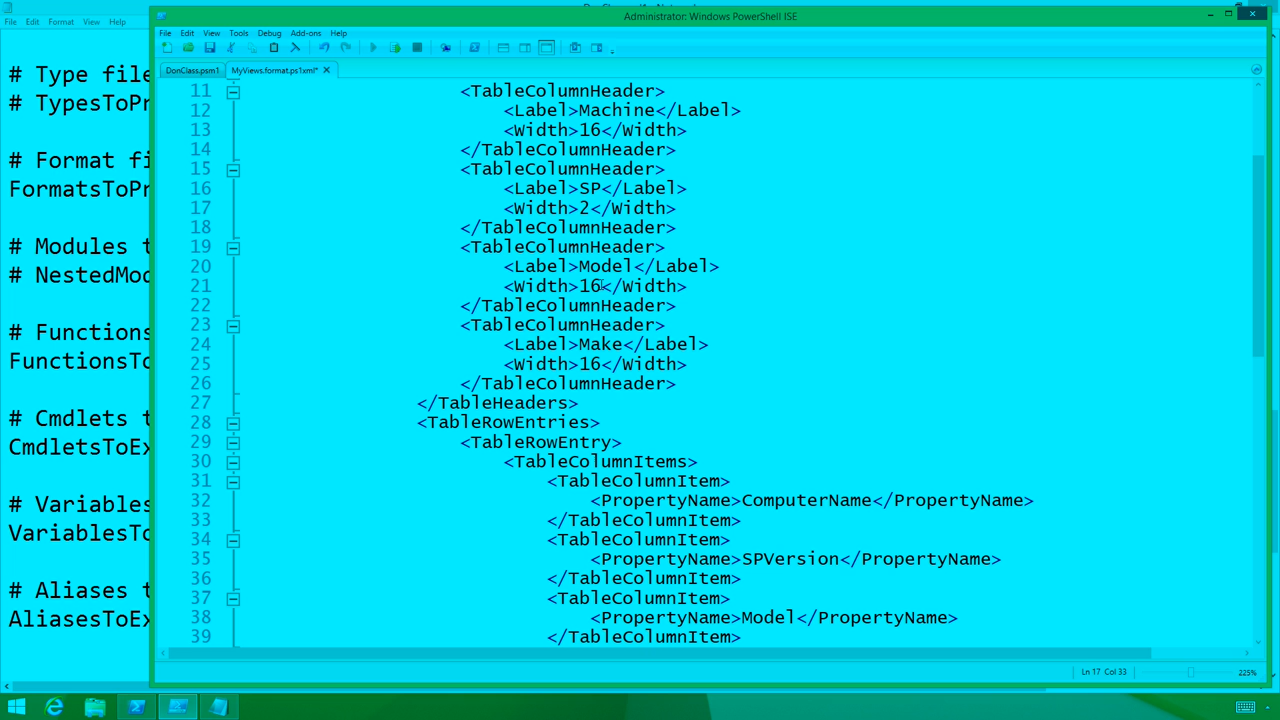 Administrator: Windows PowerShell ISE
File Edit Format View Help
File Edit View Tools Debug Add-ons Help
DonClass.psm1 MyViews.format.ps1xml*
# Type file
# TypesToPr
# Format fi
FormatsToPr
# Modules t
# NestedMod
# Functions
FunctionsTo
# Cmdlets t
CmdletsToEx
# Variables
VariablesTo
# Aliases t
AliasesToEx
11 <TableColumnHeader>
12 <Label>Machine</Label>
13 <Width>16</Width>
14 </TableColumnHeader>
15 <TableColumnHeader>
16 <Label>SP</Label>
17 <Width>2</Width>
18 </TableColumnHeader>
19 <TableColumnHeader>
20 <Label>Model</Label>
21 <Width>16</Width>
22 </TableColumnHeader>
23 <TableColumnHeader>
24 <Label>Make</Label>
25 <Width>16</Width>
26 </TableColumnHeader>
27 </TableHeaders>
28 <TableRowEntries>
29 <TableRowEntry>
30 <TableColumnItems>
31 <TableColumnItem>
32 <PropertyName>ComputerName</PropertyName>
33 </TableColumnItem>
34 <TableColumnItem>
35 <PropertyName>SPVersion</PropertyName>
36 </TableColumnItem>
37 <TableColumnItem>
38 <PropertyName>Model</PropertyName>
39 </TableColumnItem>
Ln 17 Col 33 225%